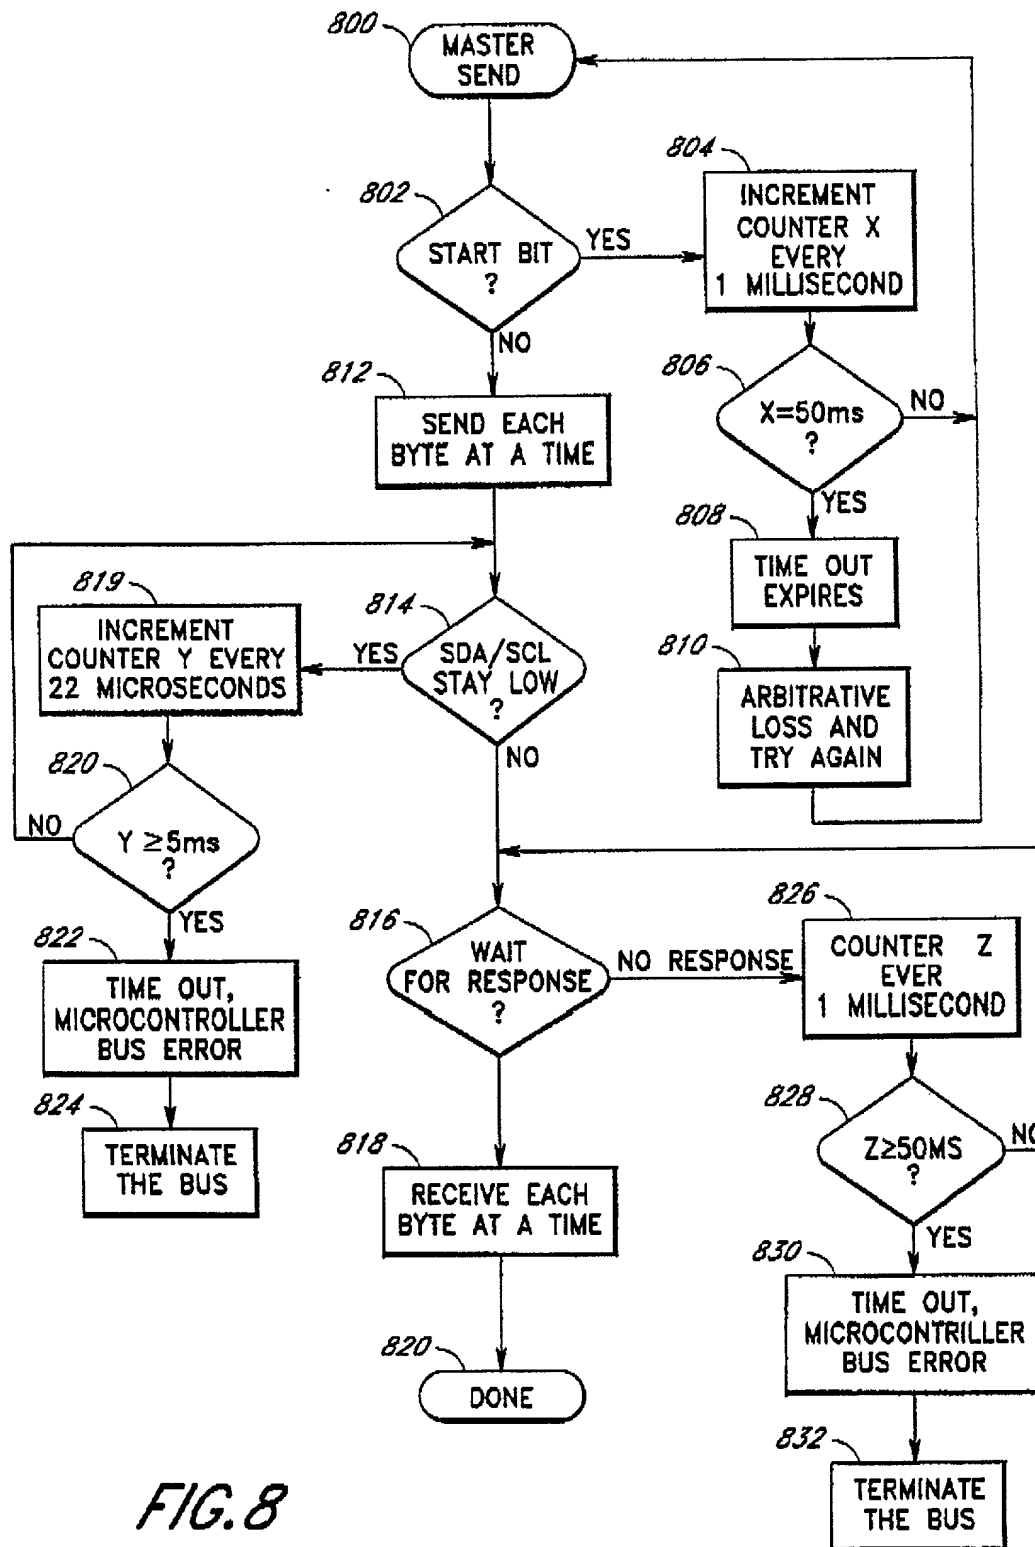 800
MASTER
SEND
802
START BIT
?
YES
NO
804
INCREMENT
COUNTER X
EVERY
1 MILLISECOND
806
X=50ms
?
NO
YES
808
TIME OUT
EXPIRES
810
ARBITRATIVE
LOSS AND
TRY AGAIN
812
SEND EACH
BYTE AT A TIME
814
SDA/SCL
STAY LOW
?
YES
NO
819
INCREMENT
COUNTER Y EVERY
22 MICROSECONDS
820
Y ≥5ms
?
NO
YES
822
TIME OUT,
MICROCONTROLLER
BUS ERROR
824
TERMINATE
THE BUS
816
WAIT
FOR RESPONSE
?
NO RESPONSE
826
COUNTER Z
EVER
1 MILLISECOND
828
Z≥50MS
?
NO
YES
830
TIME OUT,
MICROCONTRILLER
BUS ERROR
832
TERMINATE
THE BUS
818
RECEIVE EACH
BYTE AT A TIME
820
DONE
FIG. 8